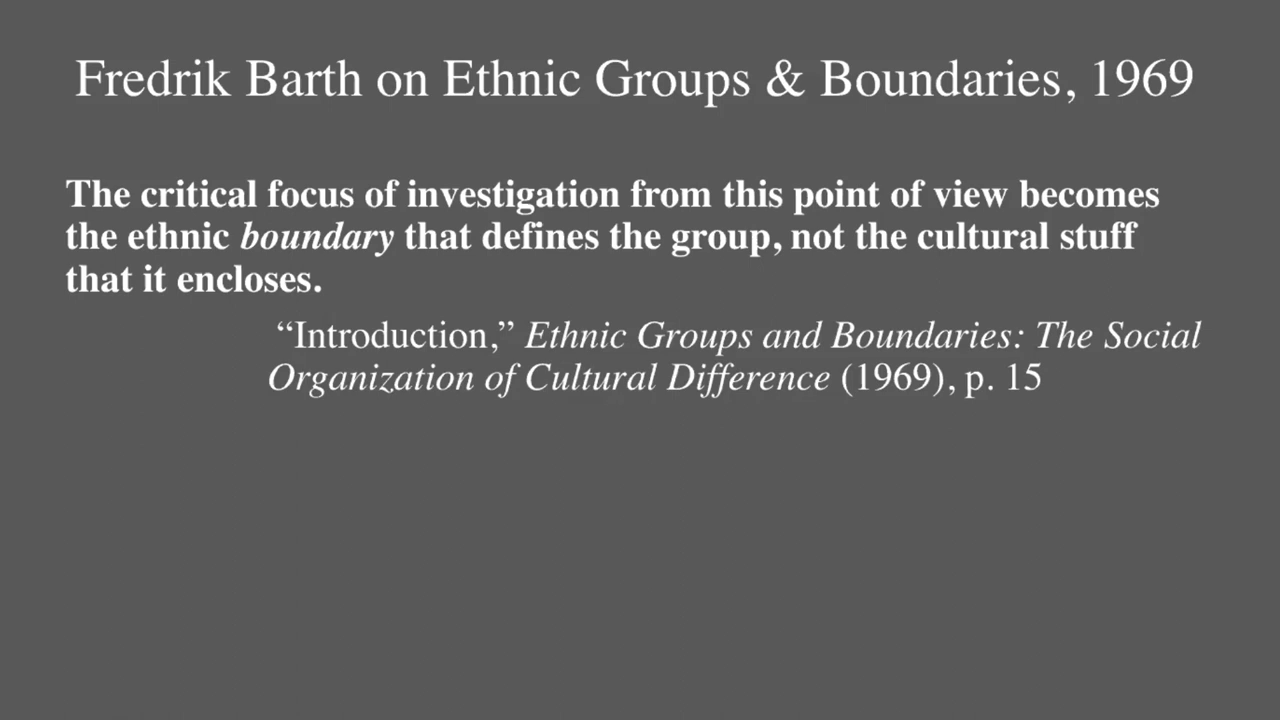 Fredrik Barth on Ethnic Groups & Boundaries, 1969
The critical focus of investigation from this point of view becomes
the ethnic boundary that defines the group, not the cultural stuff
that it encloses.
“Introduction,” Ethnic Groups and Boundaries: The Social
Organization of Cultural Difference (1969), p. 15